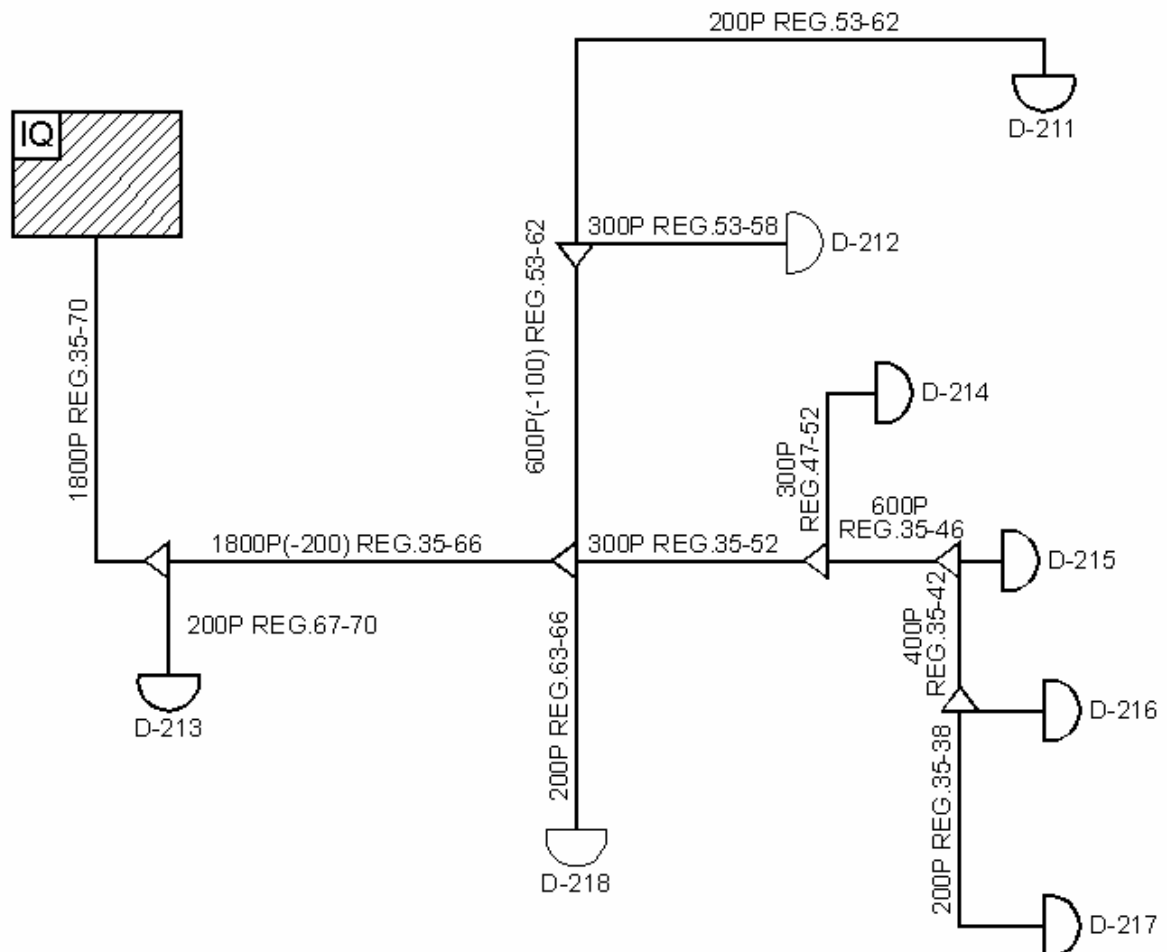 200P REG.53-62
D-211
IQ
300P REG.53-58
D-212
600P(-100) REG.53-62
1800P REG.35-70
D-214
300P
REG.47-52
600P
REG.35-46
1800P(-200) REG.35-66
300P REG.35-52
D-215
400P
REG.35-42
200P REG.67-70
D-213
200P REG.63-66
D-218
D-216
200P REG.35-38
D-217